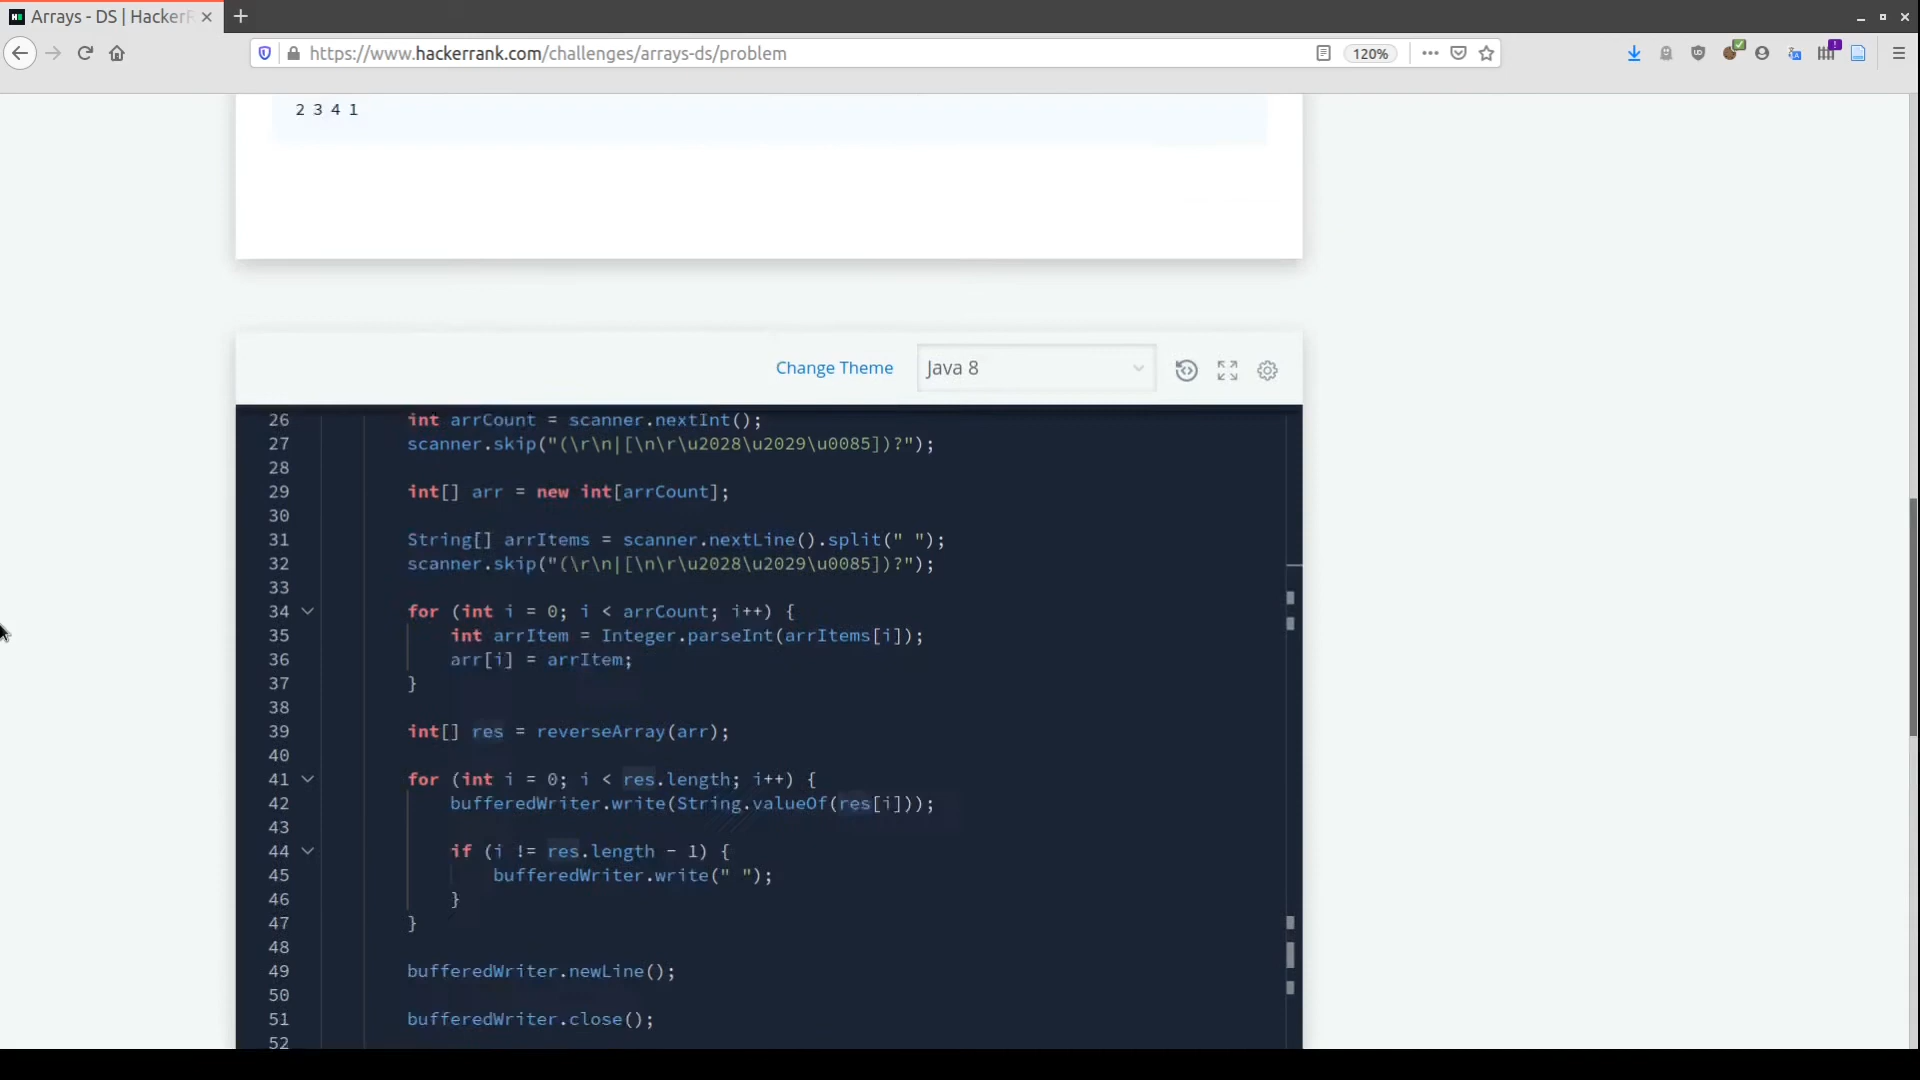 Arrays - DS | HackerR
https://www.hackerrank.com/challenges/arrays-ds/problem
120%
2 3 4 1
Change Theme
Java 8
26 int arrCount = scanner.nextInt();
27 scanner.skip("(\r\n|[\n\r\u2028\u2029\u0085])?");
28
29 int[] arr = new int[arrCount];
30
31 String[] arrItems = scanner.nextLine().split(" ");
32 scanner.skip("(\r\n|[\n\r\u2028\u2029\u0085])?");
33
34 for (int i = 0; i < arrCount; i++) {
35 int arrItem = Integer.parseInt(arrItems[i]);
36 arr[i] = arrItem;
37 }
38
39 int[] res = reverseArray(arr);
40
41 for (int i = 0; i < res.length; i++) {
42 bufferedWriter.write(String.valueOf(res[i]));
43
44 if (i != res.length - 1) {
45 bufferedWriter.write(" ");
46 }
47 }
48
49 bufferedWriter.newLine();
50
51 bufferedWriter.close();
52